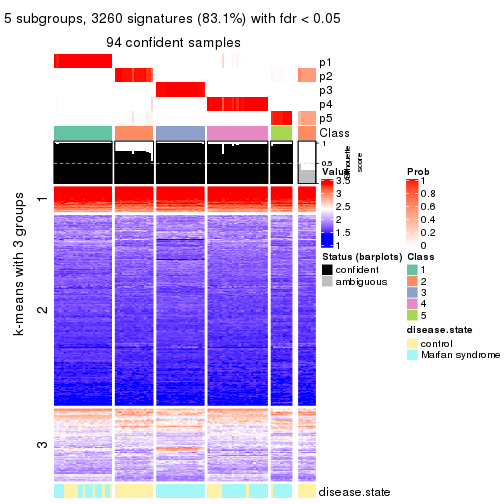 5 subgroups, 3260 signatures (83.1%) with fdr < 0.05
94 confident samples
p1
p2
p3
p4
p5
Class
1
0.5
0
silhouette
score
k-means with 3 groups
1
2
3
disease.state
Value
3.5
3
2.5
2
1.5
1
Prob
1
0.8
0.6
0.4
0.2
0
Status (barplots)
confident
ambiguous
Class
1
2
3
4
5
disease.state
control
Marfan syndrome